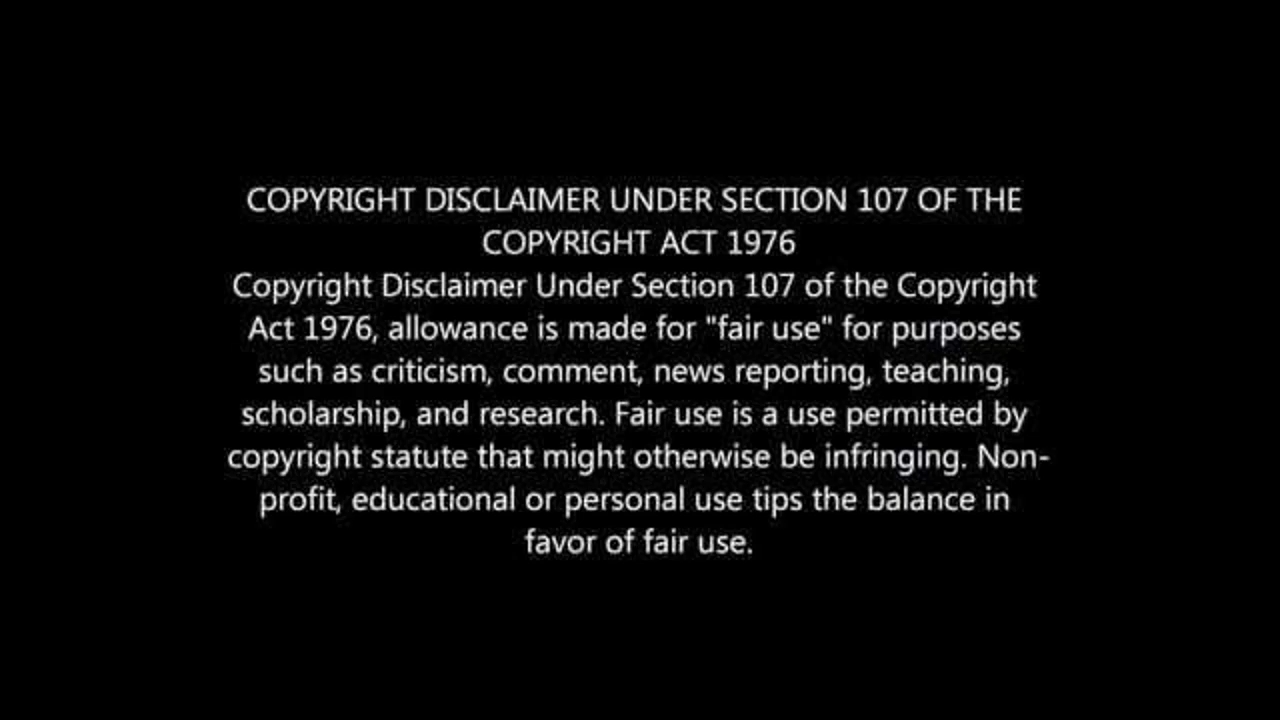 COPYRIGHT DISCLAIMER UNDER SECTION 107 OF THE
COPYRIGHT ACT 1976
Copyright Disclaimer Under Section 107 of the Copyright
Act 1976, allowance is made for "fair use" for purposes
such as criticism, comment, news reporting, teaching,
scholarship, and research. Fair use is a use permitted by
copyright statute that might otherwise be infringing. Non-
profit, educational or personal use tips the balance in
favor of fair use.